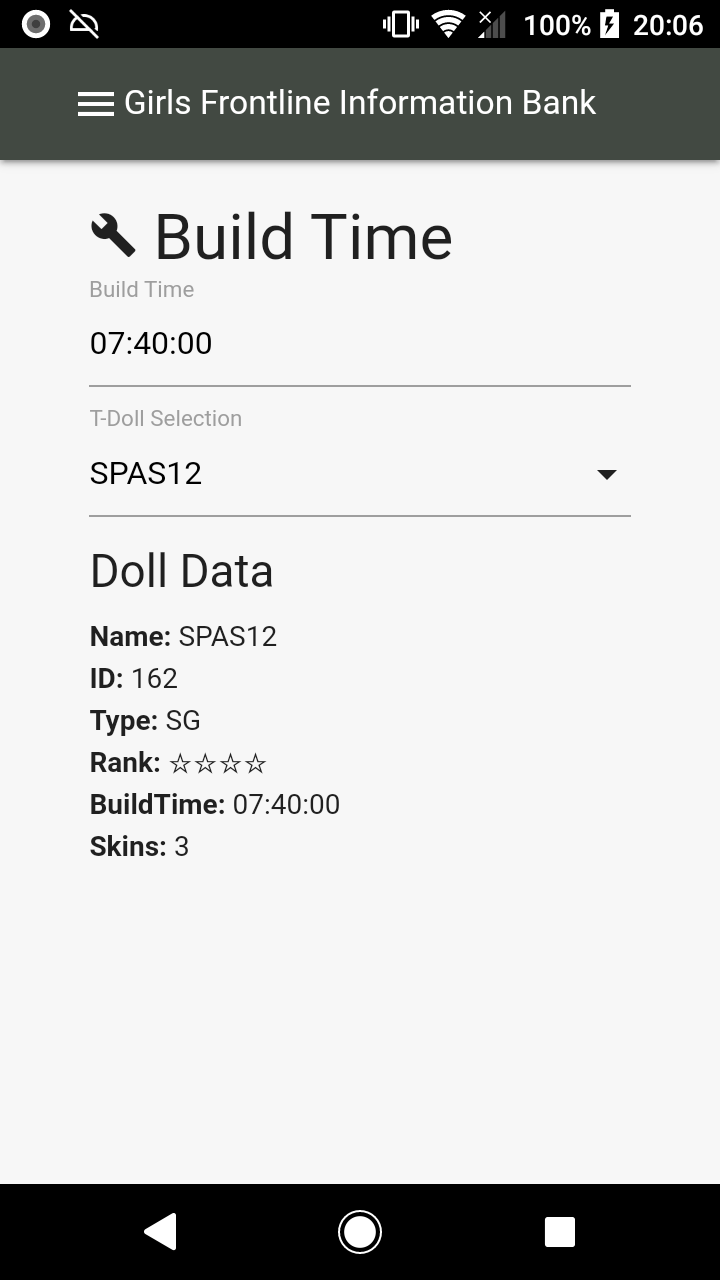 100% 20:06
Girls Frontline Information Bank
Build Time
Build Time
07:40:00
T-Doll Selection
SPAS12
Doll Data
Name: SPAS12
ID: 162
Type: SG
Rank: ☆☆☆☆
BuildTime: 07:40:00
Skins: 3